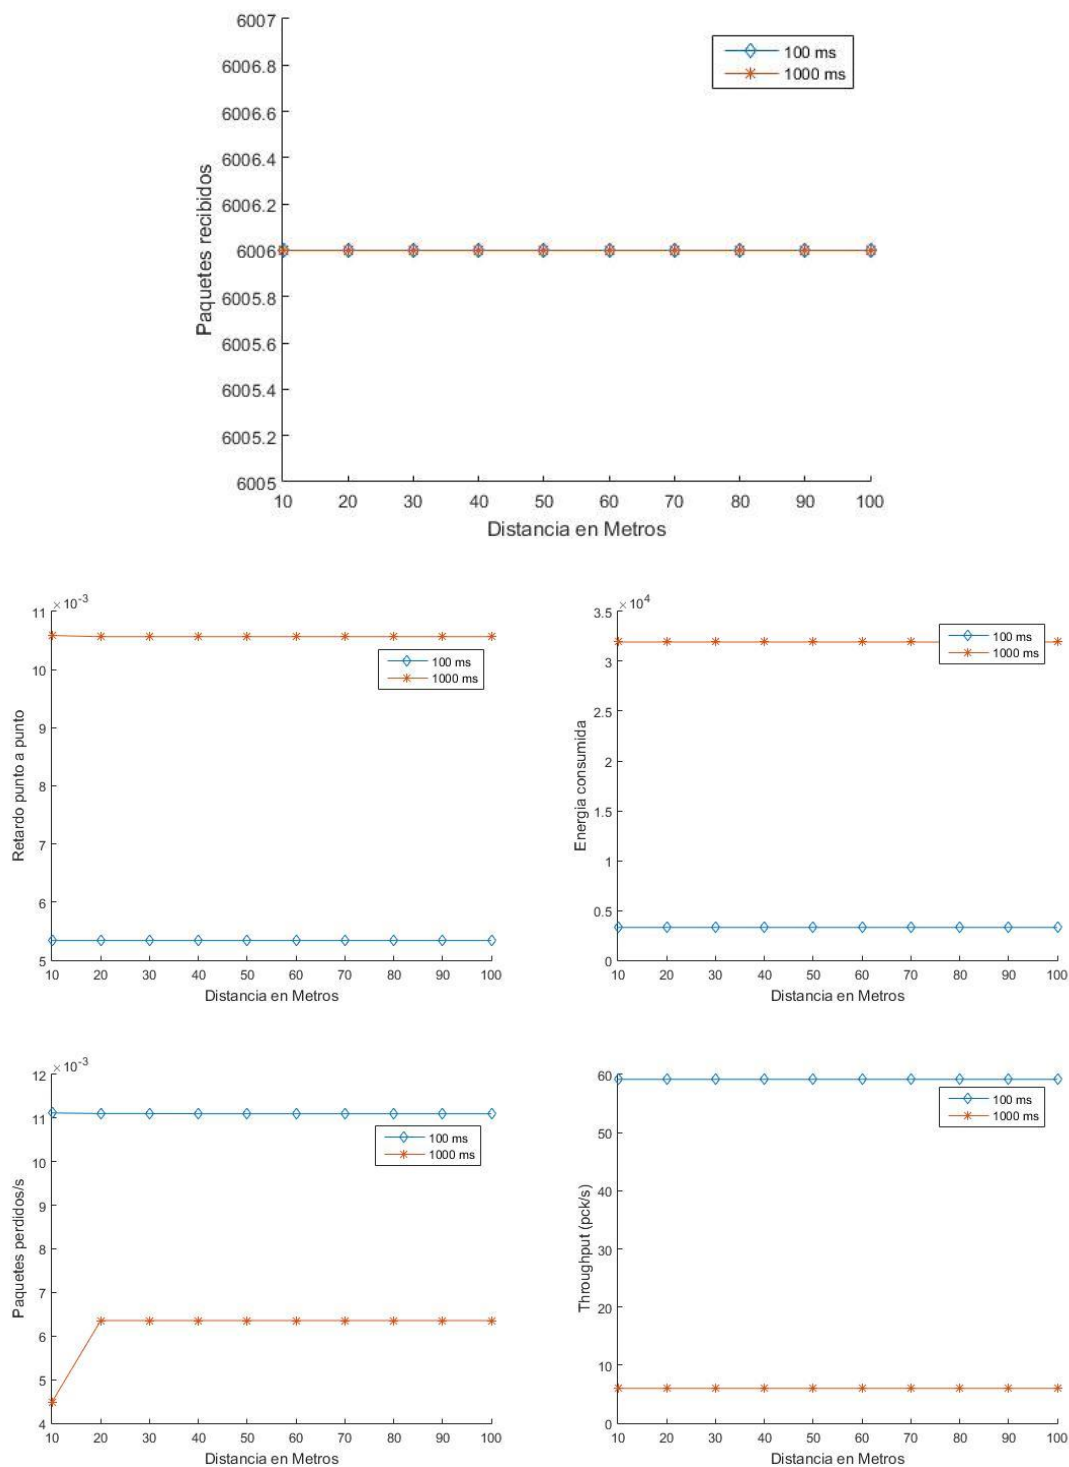 6007
6006.8
6006.6
6006.4
6006.2
6006
6005.8
6005.6
6005.4
6005.2
6005
Paquetes recibidos
100 ms
1000 ms
10 20 30 40 50 60 70 80 90 100
Distancia en Metros
×10-3
11
10
9
8
7
6
5
Retardo punto a punto
100 ms
1000 ms
10 20 30 40 50 60 70 80 90 100
Distancia en Metros
×104
3.5
3
2.5
2
1.5
1
0.5
0
Energia consumida
100 ms
1000 ms
10 20 30 40 50 60 70 80 90 100
Distancia en Metros
×10-3
12
11
10
9
8
7
6
5
4
Paquetes perdidos/s
100 ms
1000 ms
10 20 30 40 50 60 70 80 90 100
Distancia en Metros
60
50
40
30
20
10
0
Throughput (pck/s)
100 ms
1000 ms
10 20 30 40 50 60 70 80 90 100
Distancia en Metros